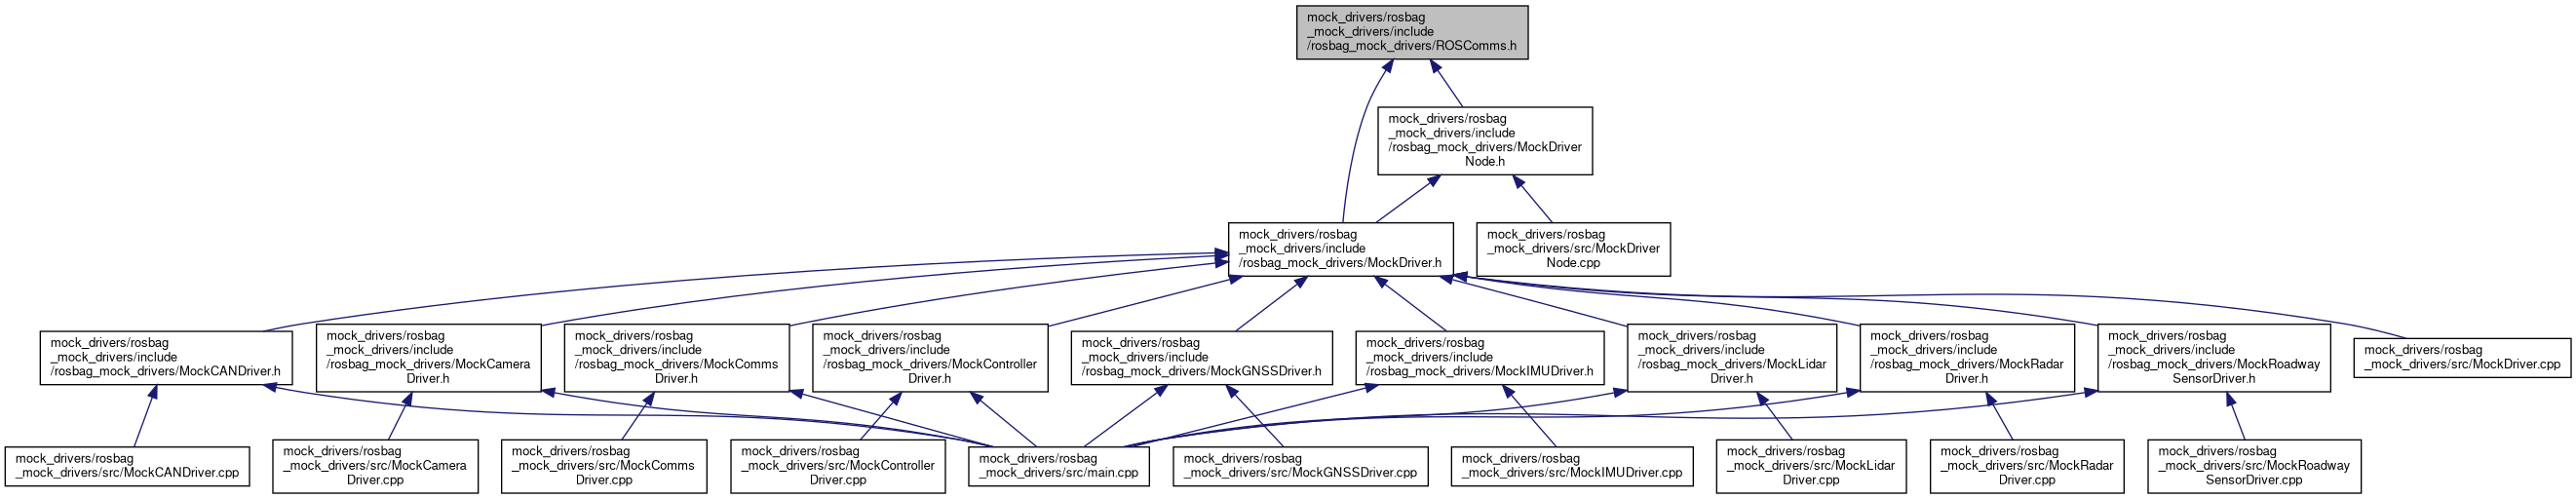 mock_drivers/rosbag
_mock_drivers/include
/rosbag_mock_drivers/ROSComms.h
mock_drivers/rosbag
_mock_drivers/include
/rosbag_mock_drivers/MockDriver
Node.h
mock_drivers/rosbag
_mock_drivers/include
/rosbag_mock_drivers/MockDriver.h
mock_drivers/rosbag
_mock_drivers/src/MockDriver
Node.cpp
mock_drivers/rosbag
_mock_drivers/include
/rosbag_mock_drivers/MockCANDriver.h
mock_drivers/rosbag
_mock_drivers/include
/rosbag_mock_drivers/MockCamera
Driver.h
mock_drivers/rosbag
_mock_drivers/include
/rosbag_mock_drivers/MockComms
Driver.h
mock_drivers/rosbag
_mock_drivers/include
/rosbag_mock_drivers/MockController
Driver.h
mock_drivers/rosbag
_mock_drivers/include
/rosbag_mock_drivers/MockGNSSDriver.h
mock_drivers/rosbag
_mock_drivers/include
/rosbag_mock_drivers/MockIMUDriver.h
mock_drivers/rosbag
_mock_drivers/include
/rosbag_mock_drivers/MockLidar
Driver.h
mock_drivers/rosbag
_mock_drivers/include
/rosbag_mock_drivers/MockRadar
Driver.h
mock_drivers/rosbag
_mock_drivers/include
/rosbag_mock_drivers/MockRoadway
SensorDriver.h
mock_drivers/rosbag
_mock_drivers/src/MockDriver.cpp
mock_drivers/rosbag
_mock_drivers/src/MockCANDriver.cpp
mock_drivers/rosbag
_mock_drivers/src/MockCamera
Driver.cpp
mock_drivers/rosbag
_mock_drivers/src/MockComms
Driver.cpp
mock_drivers/rosbag
_mock_drivers/src/MockController
Driver.cpp
mock_drivers/rosbag
_mock_drivers/src/main.cpp
mock_drivers/rosbag
_mock_drivers/src/MockGNSSDriver.cpp
mock_drivers/rosbag
_mock_drivers/src/MockIMUDriver.cpp
mock_drivers/rosbag
_mock_drivers/src/MockLidar
Driver.cpp
mock_drivers/rosbag
_mock_drivers/src/MockRadar
Driver.cpp
mock_drivers/rosbag
_mock_drivers/src/MockRoadway
SensorDriver.cpp